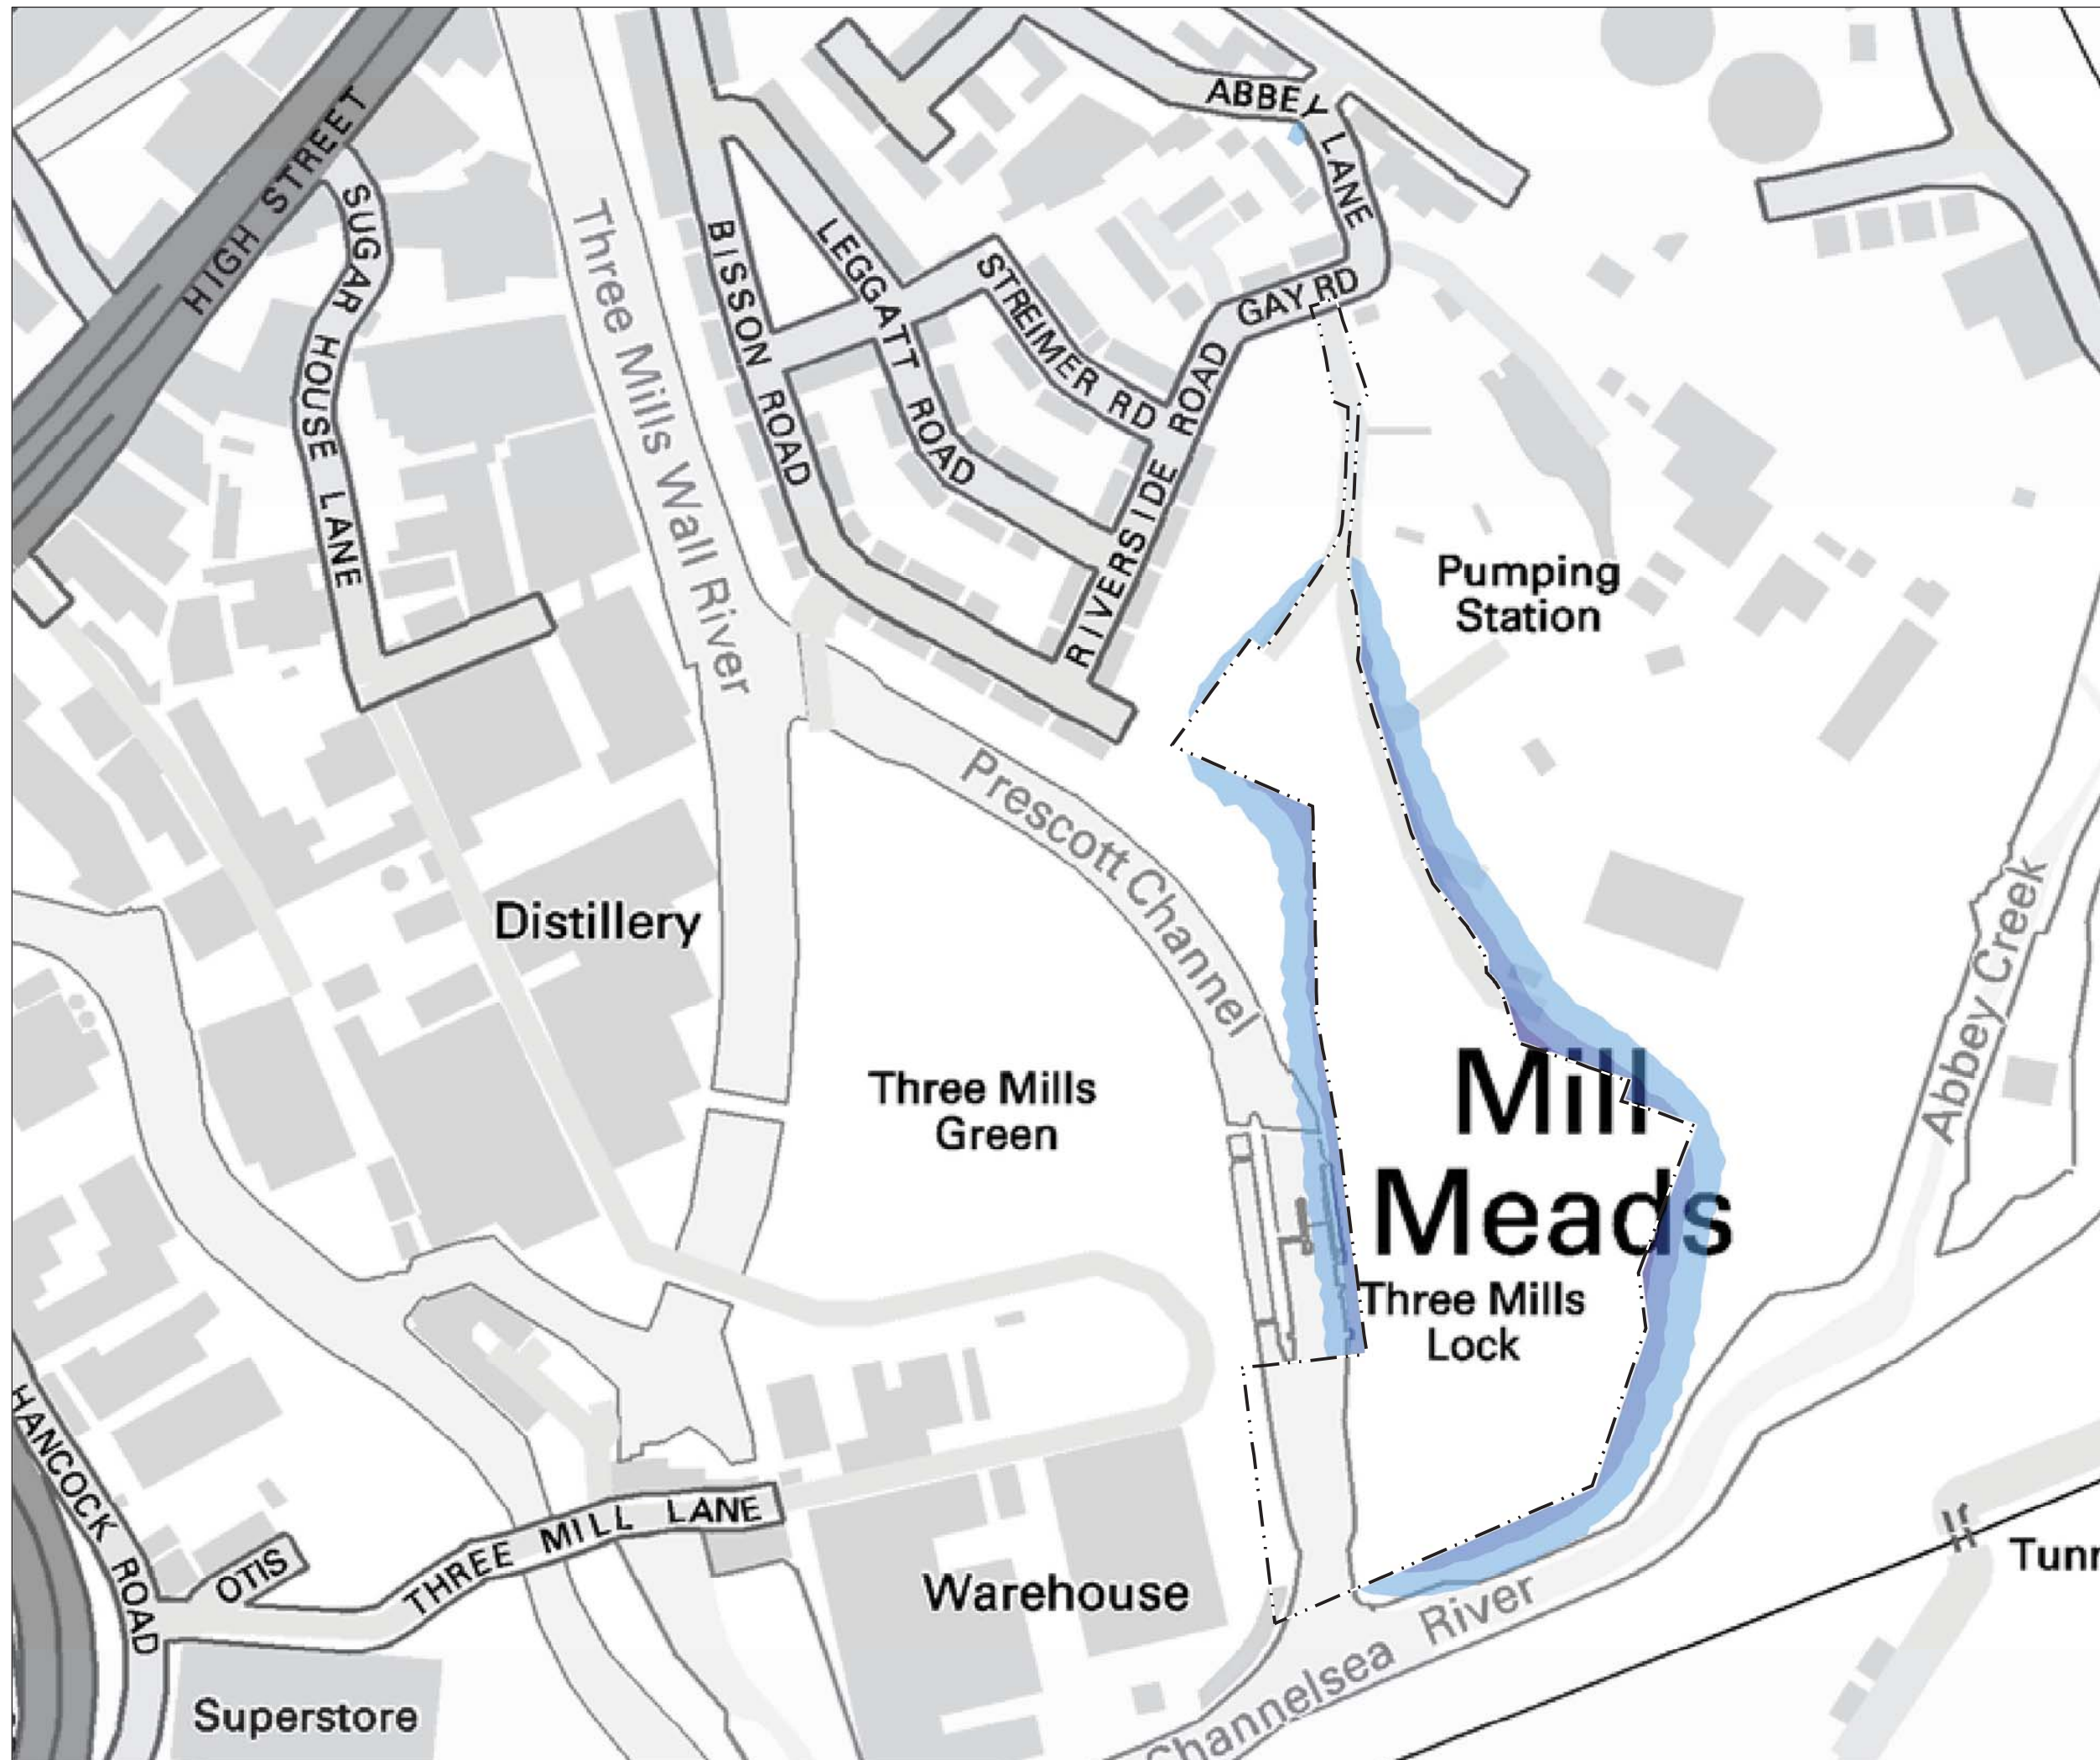 ABBEY LANE
HIGH STREET
SUGAR HOUSE LANE
Three Mills Wall River
BISSON ROAD
LEGGATT ROAD
STREIMER RD
GAY RD
RIVERSIDE ROAD
Pumping
Station
Prescott Channel
Distillery
Three Mills
Green
Mill
Meads
Three Mills
Lock
Abbey Creek
HANCOCK ROAD
OTIS
THREE MILL LANE
Warehouse
Superstore
Channelsea River